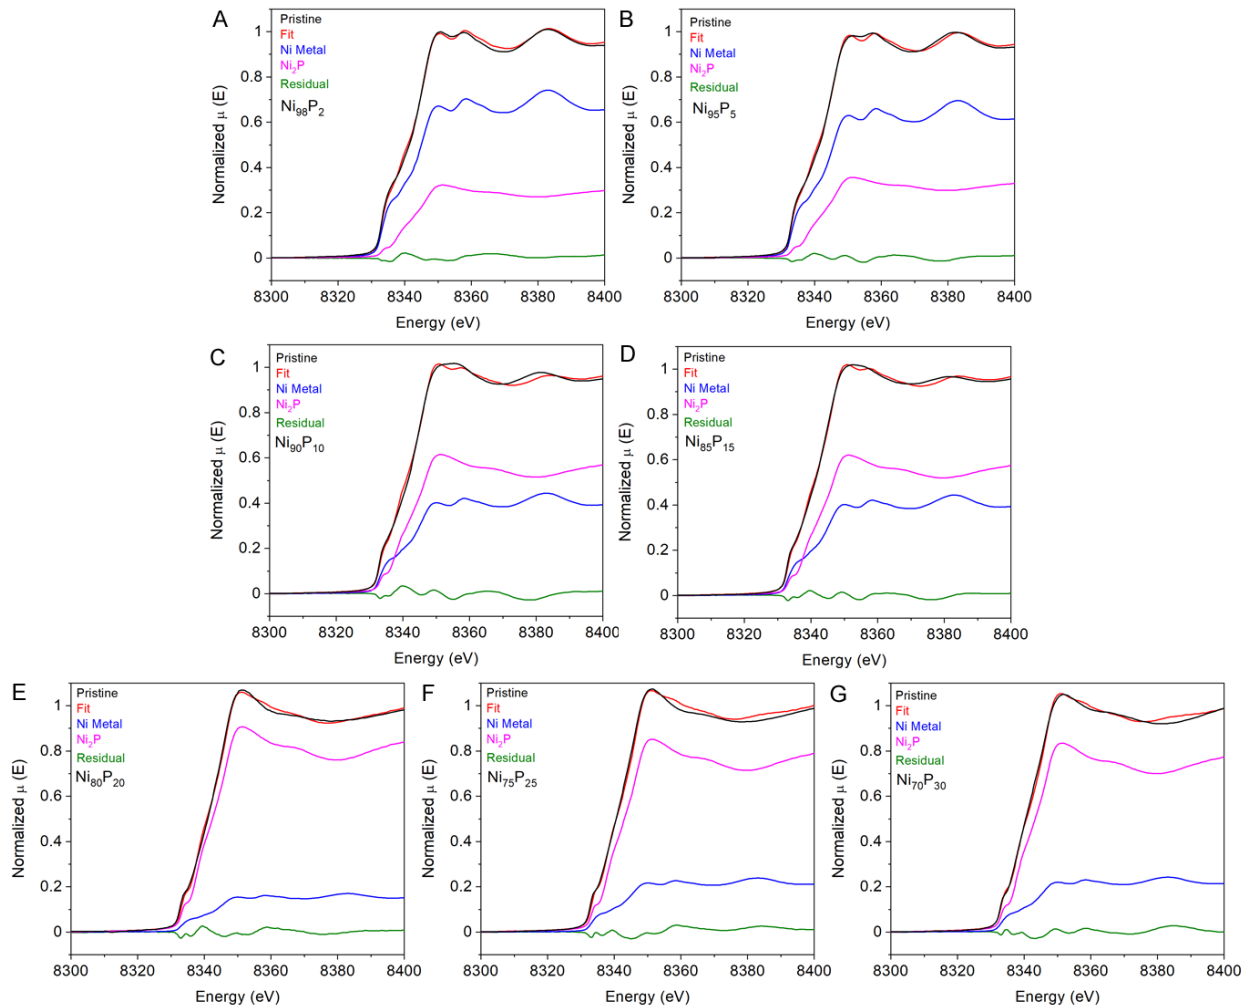 A
Pristine
Fit
Ni Metal
Ni₂P
Residual
Ni₉₈P₂
Normalized μ (E)
1
0.8
0.6
0.4
0.2
0
8300 8320 8340 8360 8380 8400
Energy (eV)
B
Pristine
Fit
Ni Metal
Ni₂P
Residual
Ni₉₅P₅
Normalized μ (E)
1
0.8
0.6
0.4
0.2
0
8300 8320 8340 8360 8380 8400
Energy (eV)
C
Pristine
Fit
Ni Metal
Ni₂P
Residual
Ni₉₀P₁₀
Normalized μ (E)
1
0.8
0.6
0.4
0.2
0
8300 8320 8340 8360 8380 8400
Energy (eV)
D
Pristine
Fit
Ni Metal
Ni₂P
Residual
Ni₈₅P₁₅
Normalized μ (E)
1
0.8
0.6
0.4
0.2
0
8300 8320 8340 8360 8380 8400
Energy (eV)
E
Pristine
Fit
Ni Metal
Ni₂P
Residual
Ni₈₀P₂₀
Normalized μ (E)
1
0.8
0.6
0.4
0.2
0
8300 8320 8340 8360 8380 8400
Energy (eV)
F
Pristine
Fit
Ni Metal
Ni₂P
Residual
Ni₇₅P₂₅
Normalized μ (E)
1
0.8
0.6
0.4
0.2
0
8300 8320 8340 8360 8380 8400
Energy (eV)
G
Pristine
Fit
Ni Metal
Ni₂P
Residual
Ni₇₀P₃₀
Normalized μ (E)
1
0.8
0.6
0.4
0.2
0
8300 8320 8340 8360 8380 8400
Energy (eV)